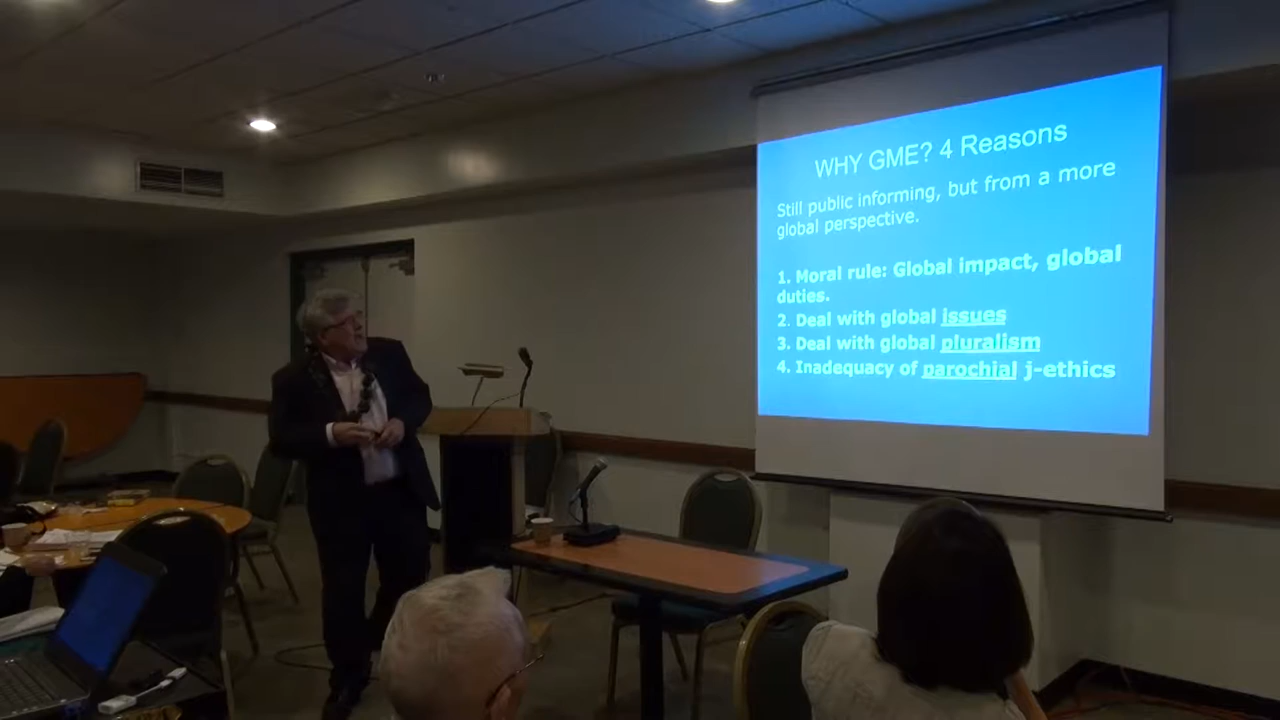 WHY GME? 4 Reasons
Still public informing, but from a more
global perspective.
1. Moral rule: Global impact, global
duties.
2. Deal with global issues
3. Deal with global pluralism
4. Inadequacy of parochial j-ethics